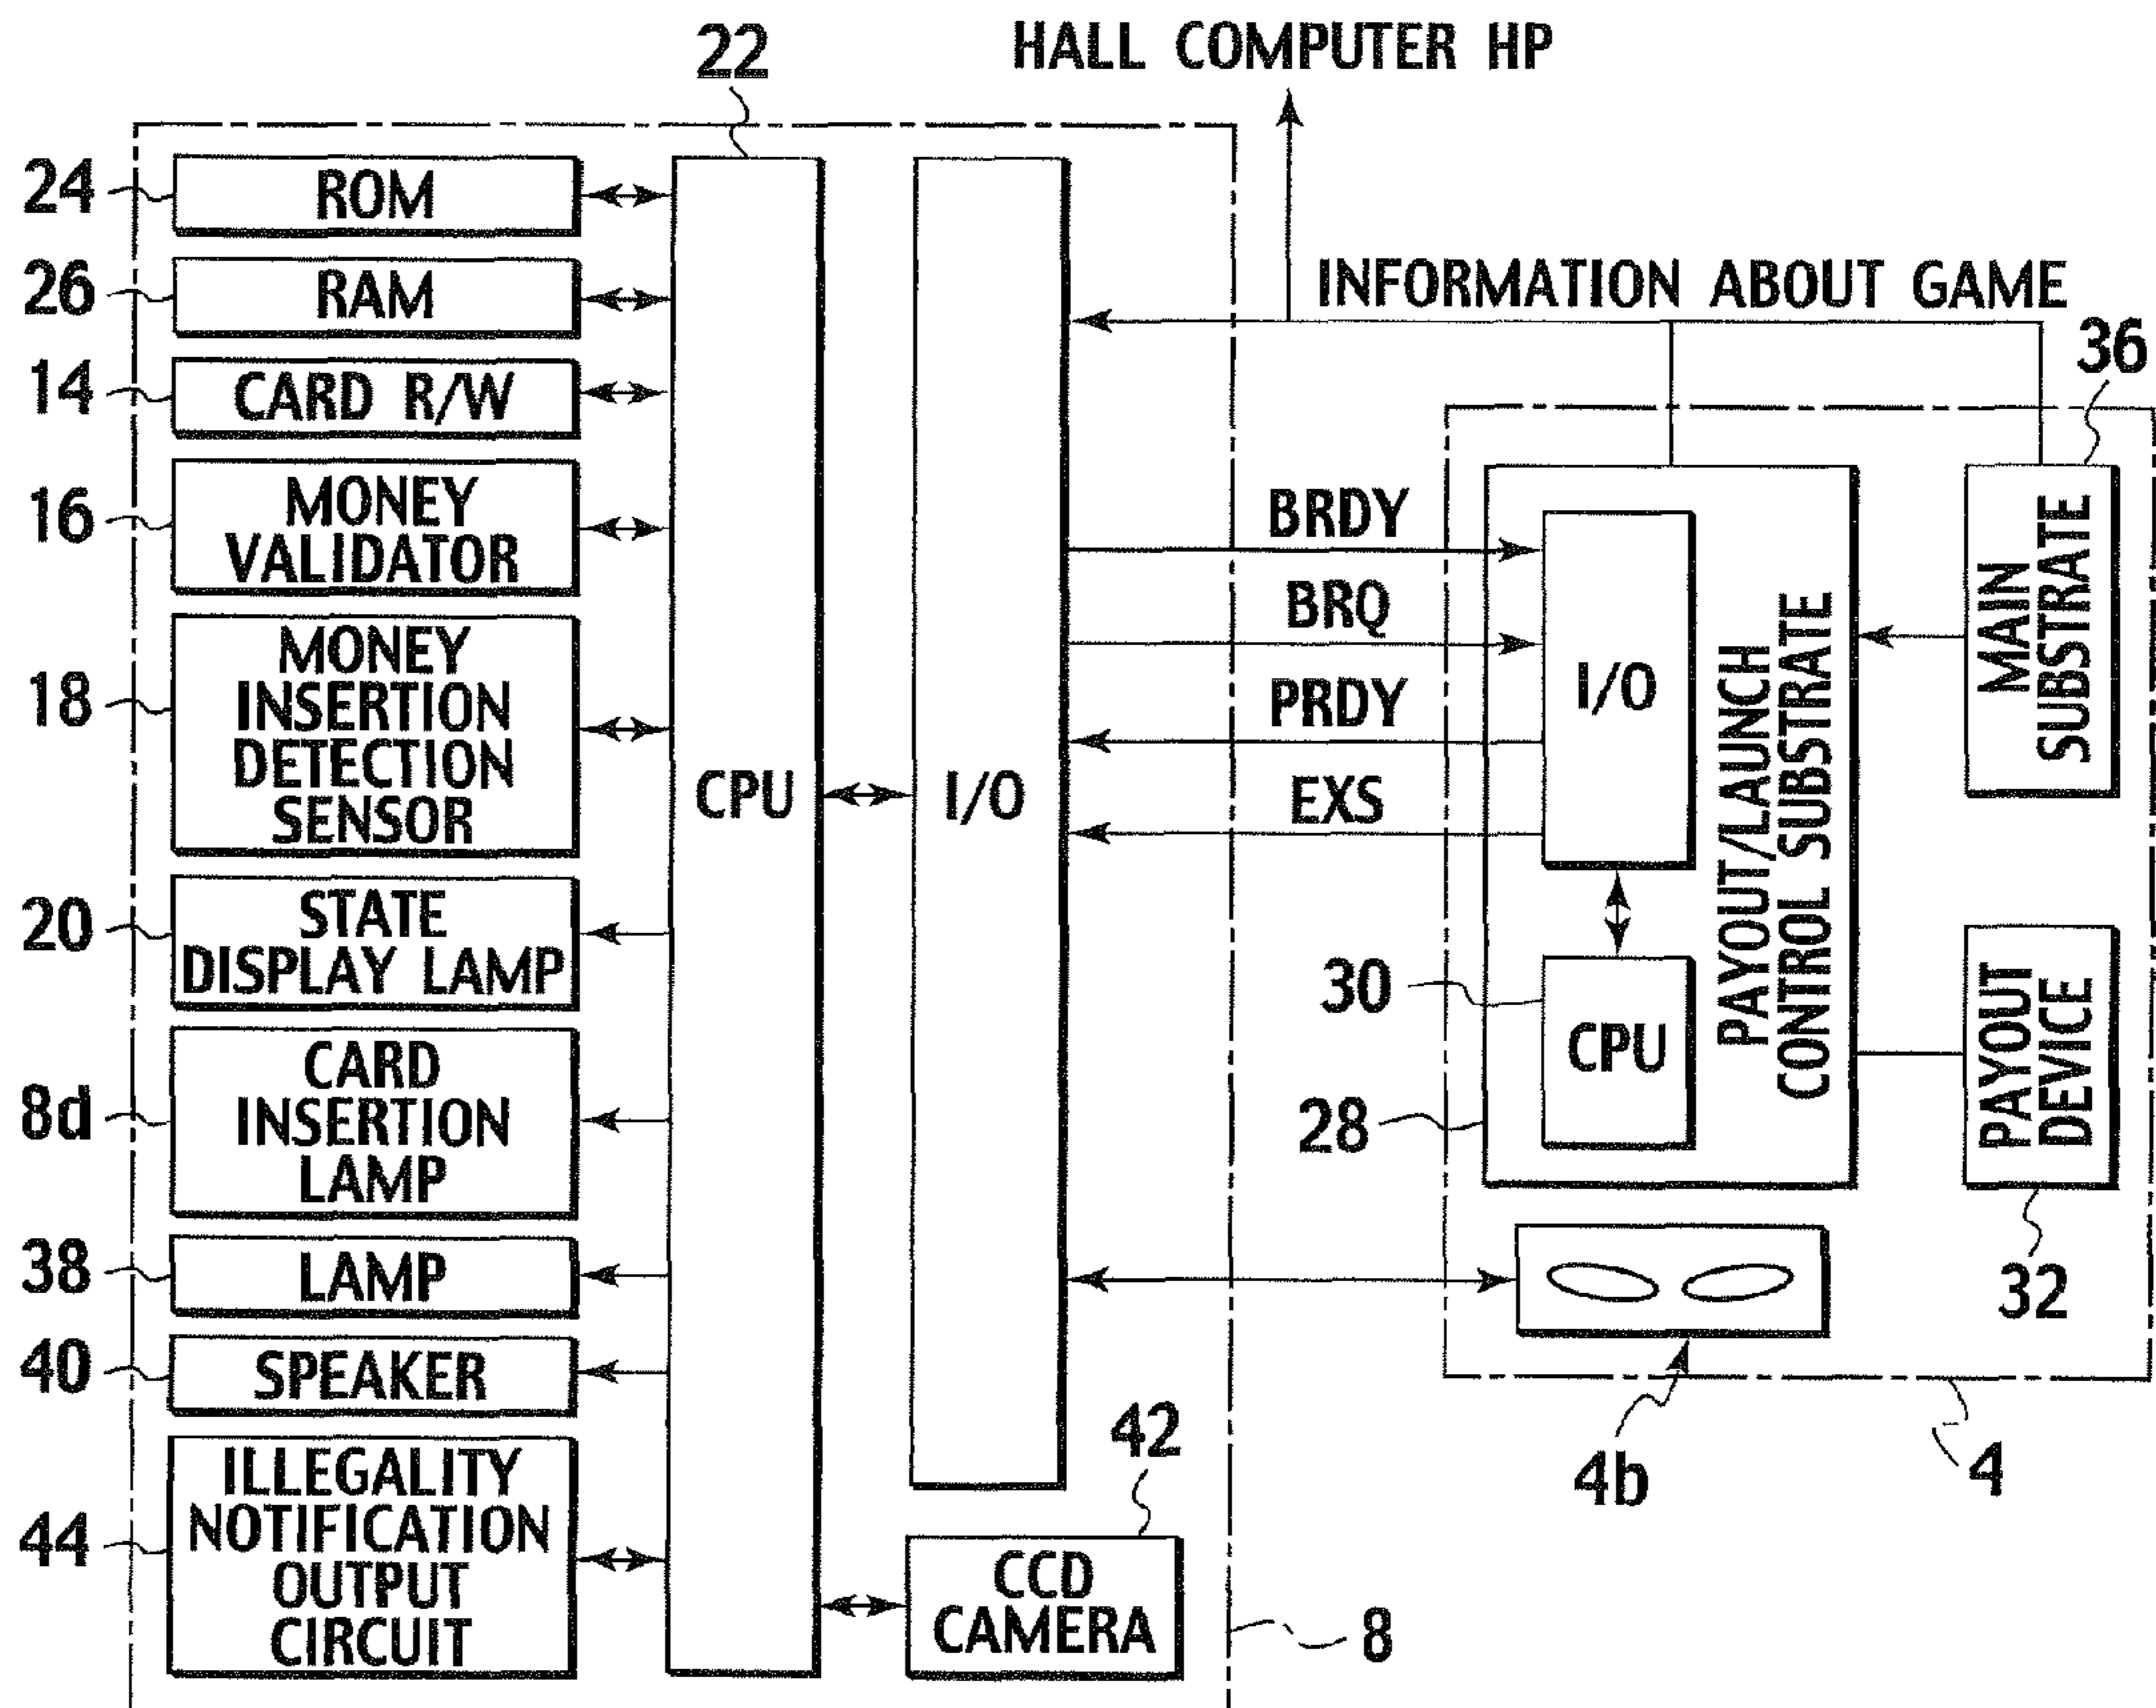 22
HALL COMPUTER HP
24
ROM
26
RAM
INFORMATION ABOUT GAME
14
CARD R/W
36
16
MONEY
VALIDATOR
18
MONEY
INSERTION
DETECTION
SENSOR
CPU
I/O
BRDY
BRQ
PRDY
EXS
I/O
PAYOUT/LAUNCH
CONTROL SUBSTRATE
MAIN
SUBSTRATE
20
STATE
DISPLAY LAMP
30
CPU
28
PAYOUT
DEVICE
8d
CARD
INSERTION
LAMP
38
LAMP
32
40
SPEAKER
42
4b
4
44
ILLEGALITY
NOTIFICATION
OUTPUT
CIRCUIT
CCD
CAMERA
8